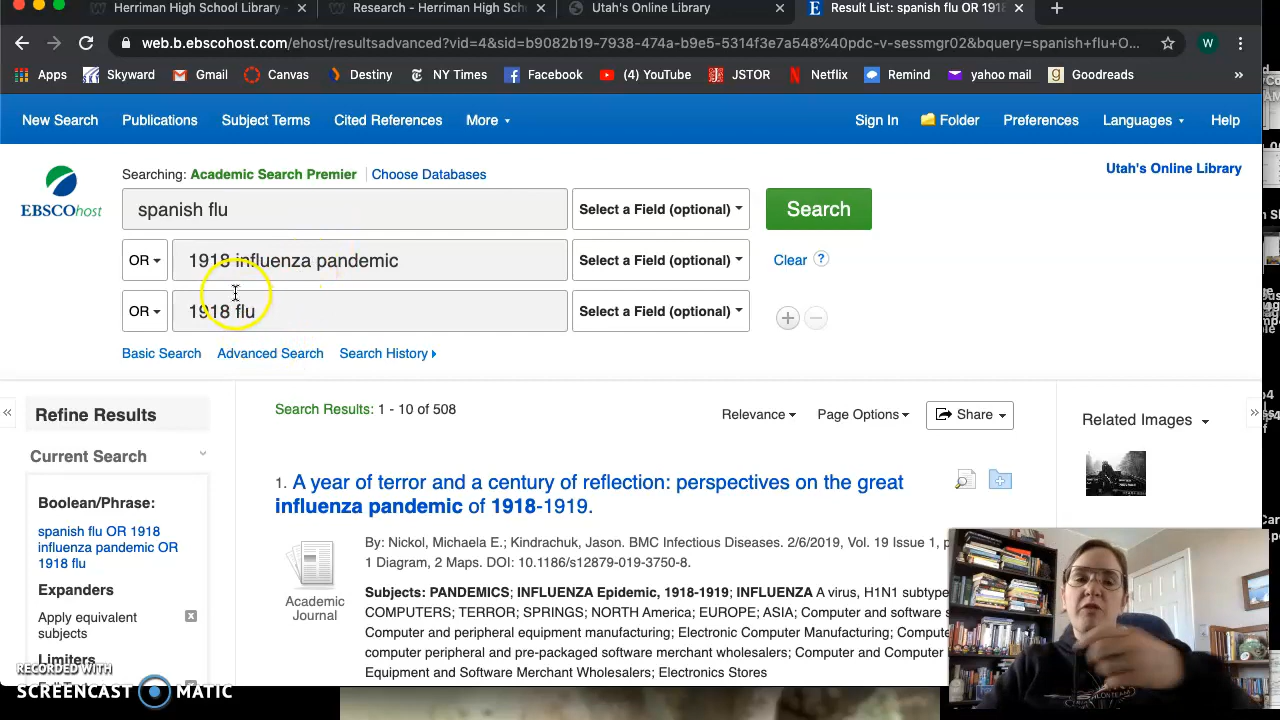 Herriman High School Library -
Research - Herriman High Sch
Utah's Online Library
Result List: spanish flu OR 1918
web.b.ebscohost.com/ehost/resultsadvanced?vid=4&sid=b9082b19-7938-474a-b9e5-5314f3e7a548%40pdc-v-sessmgr02&bquery=spanish+flu+O...
W
Apps Skyward Gmail Canvas Destiny NY Times Facebook (4) YouTube JSTOR Netflix Remind yahoo mail Goodreads »
New Search Publications Subject Terms Cited References More Sign In Folder Preferences Languages Help
Searching: Academic Search Premier Choose Databases
Utah's Online Library
EBSCOhost
spanish flu Select a Field (optional) Search
OR 1918 influenza pandemic Select a Field (optional) Clear ?
OR 1918 flu Select a Field (optional)
Basic Search Advanced Search Search History
Refine Results
Search Results: 1 - 10 of 508
Relevance Page Options Share
Related Images
Current Search
Boolean/Phrase:
spanish flu OR 1918
influenza pandemic OR
1918 flu
Expanders
Apply equivalent
subjects
Limiters
1. A year of terror and a century of reflection: perspectives on the great
influenza pandemic of 1918-1919.
Academic
Journal
By: Nickol, Michaela E.; Kindrachuk, Jason. BMC Infectious Diseases. 2/6/2019, Vol. 19 Issue 1, p
1 Diagram, 2 Maps. DOI: 10.1186/s12879-019-3750-8.
Subjects: PANDEMICS; INFLUENZA Epidemic, 1918-1919; INFLUENZA A virus, H1N1 subtype
COMPUTERS; TERROR; SPRINGS; NORTH America; EUROPE; ASIA; Computer and software s
Computer and peripheral equipment manufacturing; Electronic Computer Manufacturing; Compute
computer peripheral and pre-packaged software merchant wholesalers; Computer and Computer
Equipment and Software Merchant Wholesalers; Electronics Stores
RECORDED WITH
SCREENCAST MATIC